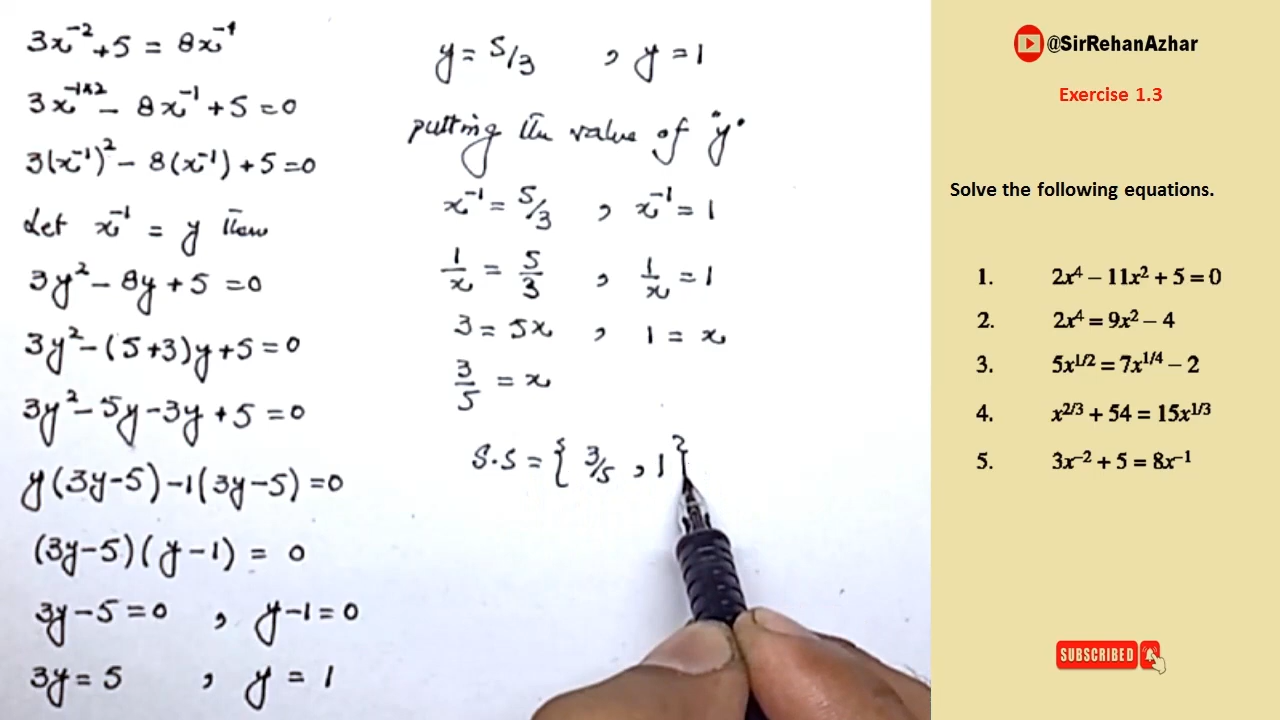 3x⁻² + 5 = 8x⁻¹
3x⁻¹ˣ² - 8x⁻¹ + 5 = 0
3(x⁻¹)² - 8(x⁻¹) + 5 = 0
Let x⁻¹ = y then
3y² - 8y + 5 = 0
3y² - (5+3)y + 5 = 0
3y² - 5y - 3y + 5 = 0
y(3y-5) -1(3y-5) = 0
(3y-5)(y-1) = 0
3y-5=0 , y-1=0
3y = 5 , y = 1
y = 5/3 , y = 1
putting the value of "y"
x⁻¹ = 5/3 , x⁻¹ = 1
1/x = 5/3 , 1/x = 1
3 = 5x , 1 = x
3/5 = x
S.S = { 3/5 , 1 }
@SirRehanAzhar
Exercise 1.3
Solve the following equations.
1. 2x⁴ – 11x² + 5 = 0
2. 2x⁴ = 9x² – 4
3. 5x^1/2 = 7x^1/4 – 2
4. x^2/3 + 54 = 15x^1/3
5. 3x⁻² + 5 = 8x⁻¹
SUBSCRIBED